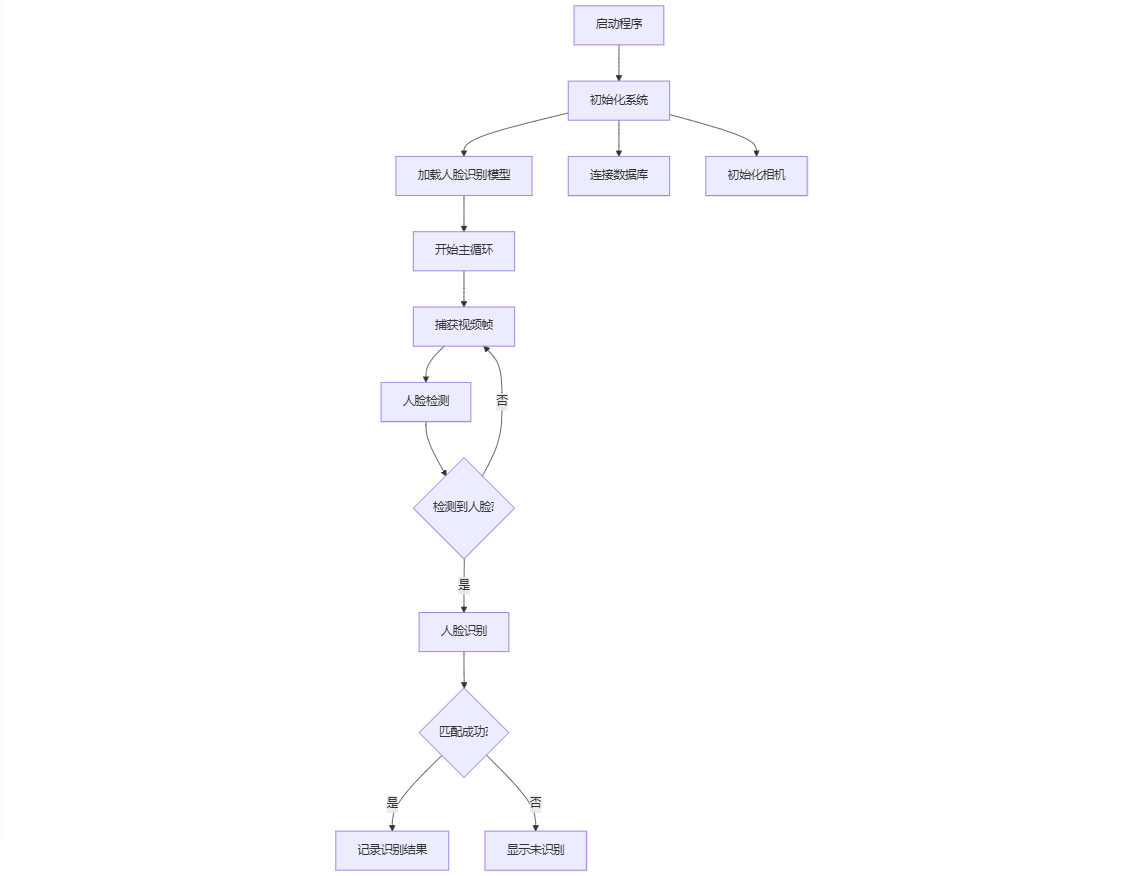 启动程序
初始化系统
加载人脸识别模型
连接数据库
初始化相机
开始主循环
捕获视频帧
人脸检测
否
检测到人脸?
是
人脸识别
匹配成功?
是
否
记录识别结果
显示未识别